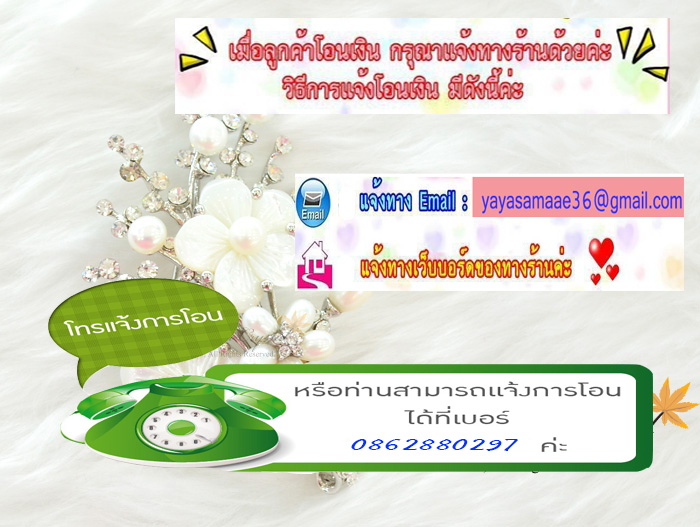 เมื่อลูกค้าโอนเงิน กรุณาแจ้งทางร้านด้วยค่ะ
วิธีการแจ้งโอนเงิน มีดังนี้ค่ะ
Email
แจ้งทาง Email : yayasamaae36@gmail.com
แจ้งทางเว็บบอร์ดของทางร้านค่ะ
โทรแจ้งการโอน
All Rights Reserved.
หรือท่านสามารถแจ้งการโอน
ได้ที่เบอร์
0862880297 ค่ะ